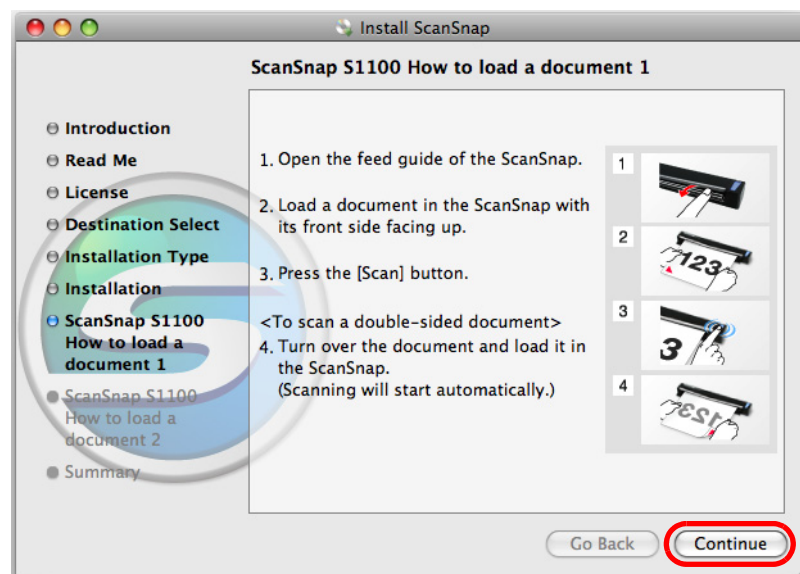 Install ScanSnap
ScanSnap S1100 How to load a document 1
Introduction
Read Me
License
Destination Select
Installation Type
Installation
ScanSnap S1100
How to load a
document 1
ScanSnap S1100
How to load a
document 2
Summary
1. Open the feed guide of the ScanSnap.
2. Load a document in the ScanSnap with
its front side facing up.
3. Press the [Scan] button.
<To scan a double-sided document>
4. Turn over the document and load it in
the ScanSnap.
(Scanning will start automatically.)
1
2
123
3
3
4
123
Go Back
Continue